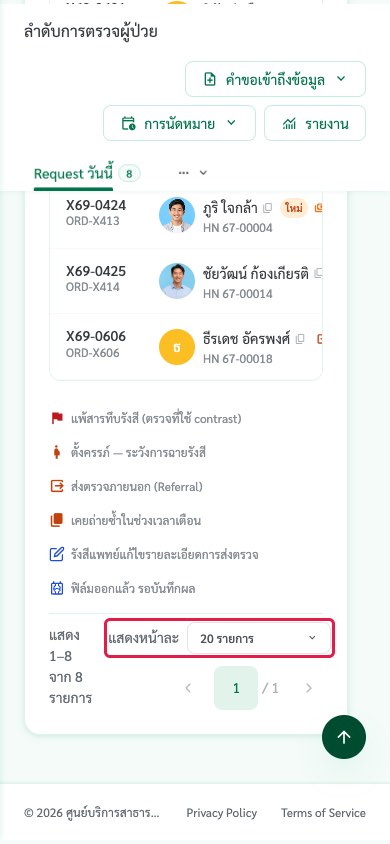 ลำดับการตรวจผู้ป่วย
คำขอเข้าถึงข้อมูล
การนัดหมาย
รายงาน
Request วันนี้ 8
X69-0424 ภูริ ใจกล้า ใหม่
ORD-X413 HN 67-00004
X69-0425 ชัยวัฒน์ ก้องเกียรติ
ORD-X414 HN 67-00014
X69-0606 ธ ธีรเดช อัครพงศ์
ORD-X606 HN 67-00018
แพ้สารทึบรังสี (ตรวจที่ใช้ contrast)
ตั้งครรภ์ — ระวังการฉายรังสี
ส่งตรวจภายนอก (Referral)
เคยถ่ายซ้ำในช่วงเวลาเตือน
รังสีแพทย์แก้ไขรายละเอียดการส่งตรวจ
ฟิล์มออกแล้ว รอบันทึกผล
แสดง
1–8
จาก 8
รายการ
แสดงหน้าละ 20 รายการ
1 / 1
© 2026 ศูนย์บริการสาธาร... Privacy Policy Terms of Service